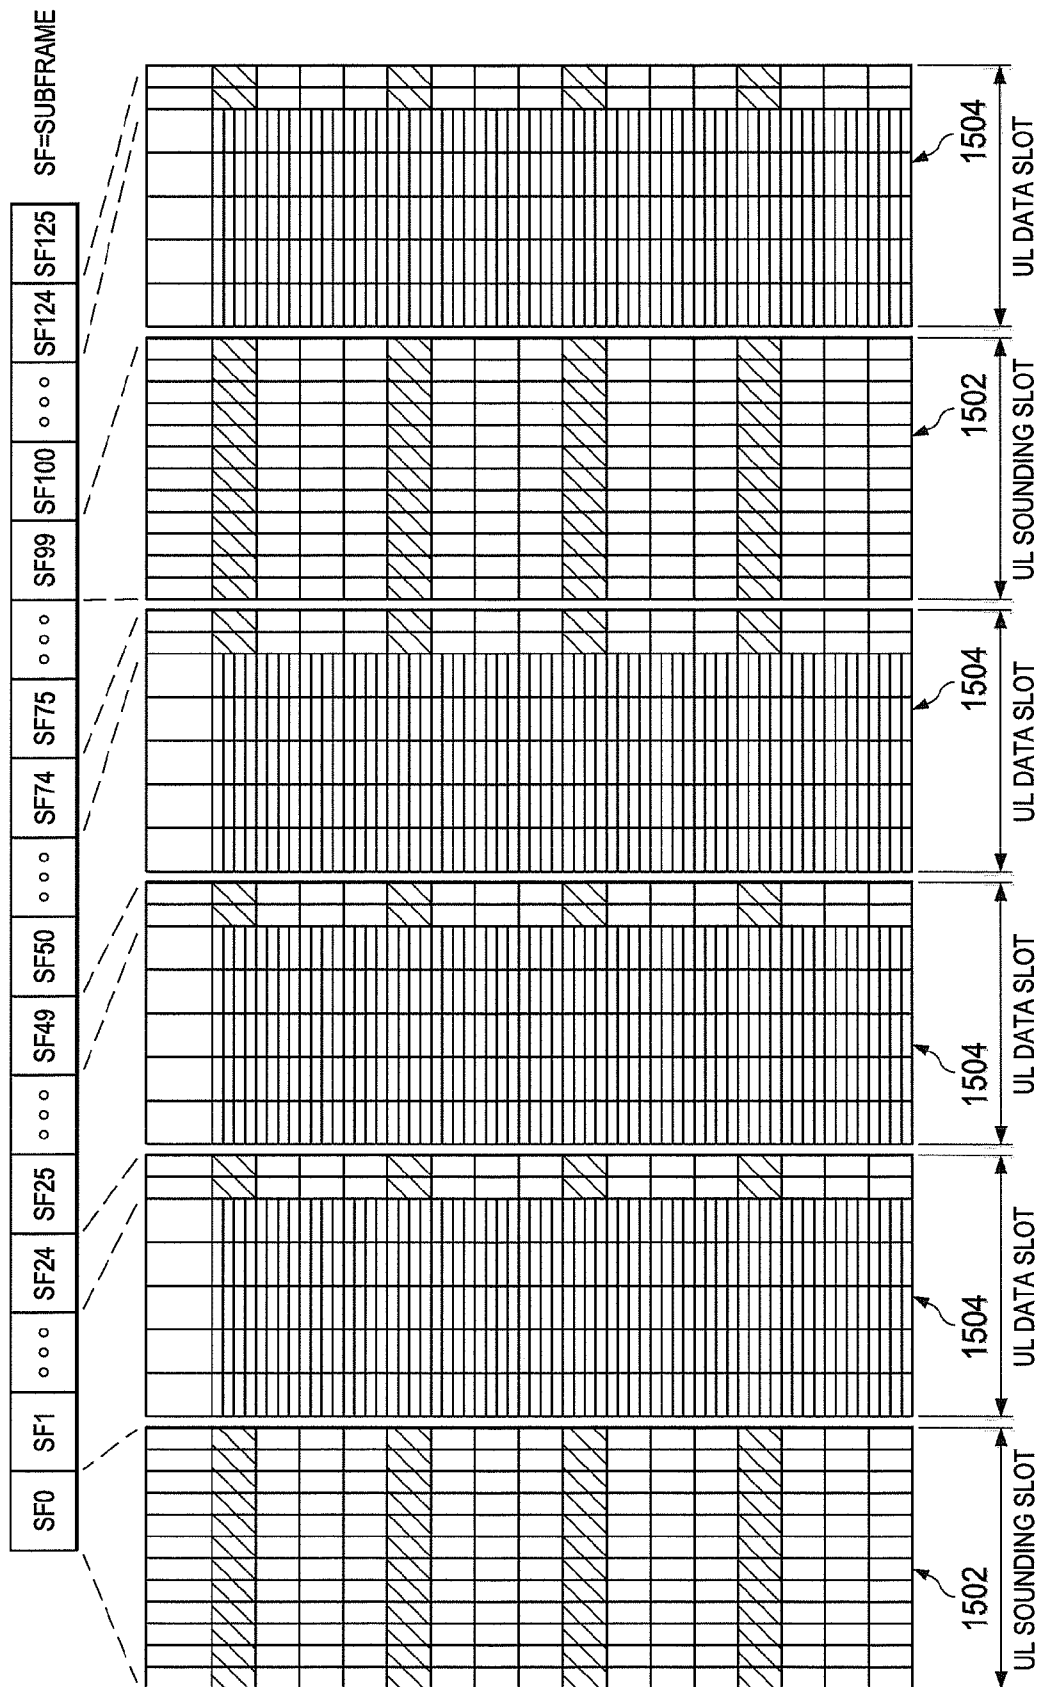 SF=SUBFRAME
SF0
SF1
○ ○ ○
SF24
SF25
○ ○ ○
SF49
SF50
○ ○ ○
SF74
SF75
○ ○ ○
SF99
SF100
○ ○ ○
SF124
SF125
1502
1504
1504
1504
1502
1504
UL SOUNDING SLOT
UL DATA SLOT
UL DATA SLOT
UL DATA SLOT
UL SOUNDING SLOT
UL DATA SLOT